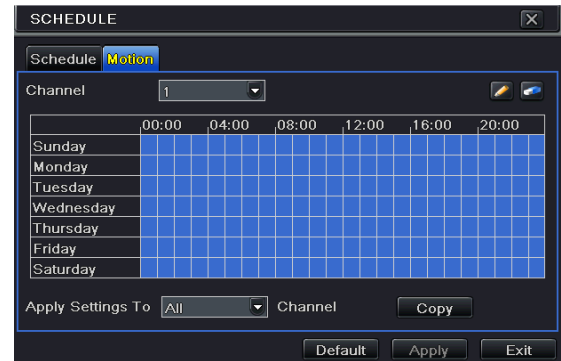 SCHEDULE
Schedule Motion
Channel 1
00:00 04:00 08:00 12:00 16:00 20:00
Sunday
Monday
Tuesday
Wednesday
Thursday
Friday
Saturday
Apply Settings To All Channel Copy
Default Apply Exit